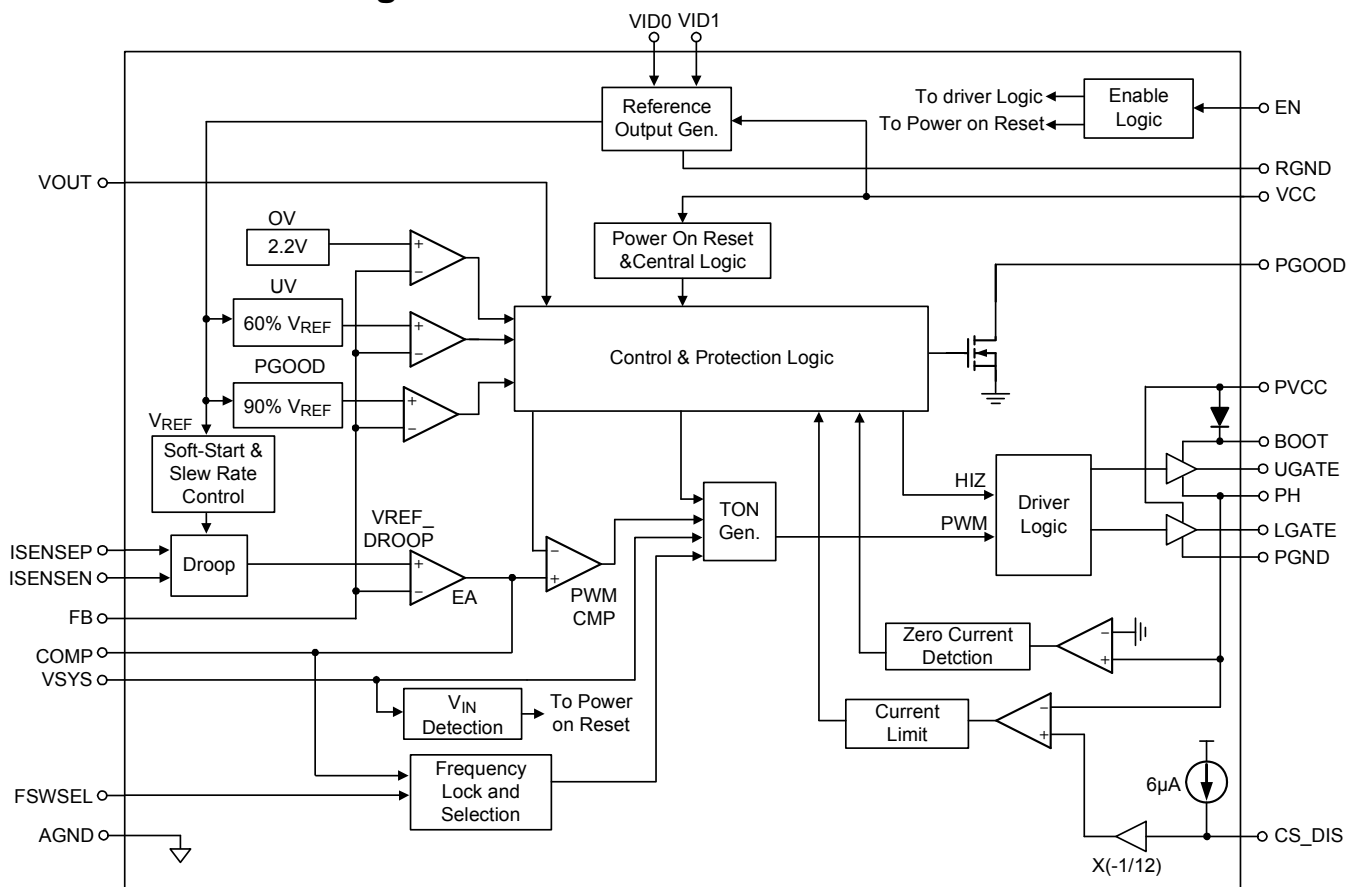 VID0 VID1
Reference
Output Gen.
To driver Logic
To Power on Reset
Enable
Logic
EN
RGND
VOUT
VCC
OV
2.2V
Power On Reset
&Central Logic
PGOOD
UV
60% VREF
Control & Protection Logic
PGOOD
90% VREF
VREF
PVCC
Soft-Start &
Slew Rate
Control
BOOT
UGATE
PH
HIZ
Driver
Logic
TON
Gen.
PWM
LGATE
PGND
VREF_
DROOP
ISENSEP
ISENSEN
Droop
+
−
+
−
+
−
+
−
EA
−
+
PWM
CMP
FB
COMP
VSYS
Zero Current
Detction
−
+
VIN
Detection
To Power
on Reset
Current
Limit
−
+
Frequency
Lock and
Selection
FSWSEL
6µA
AGND
CS_DIS
X(-1/12)